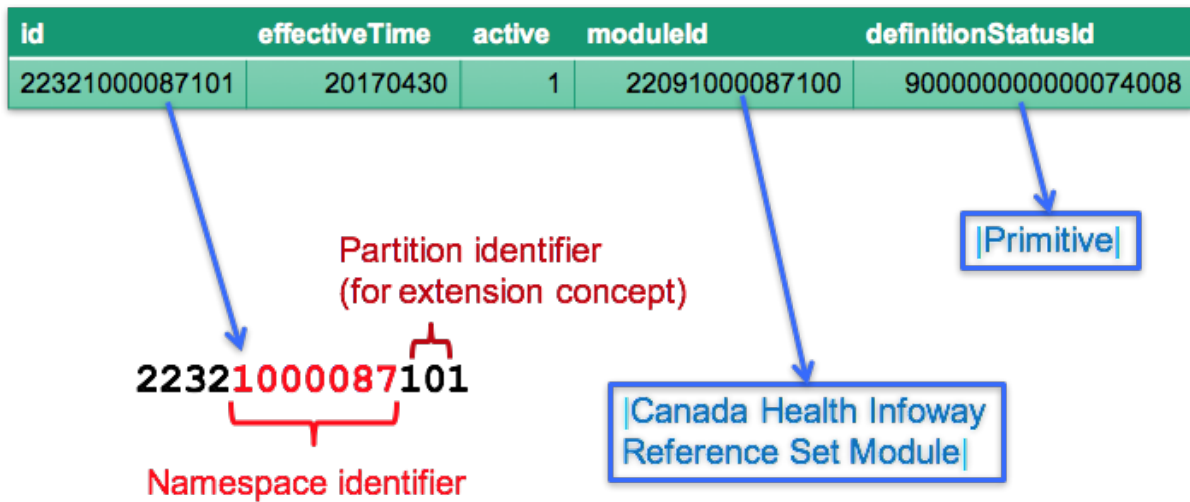 id effectiveTime active moduleId definitionStatusId
22321000087101 20170430 1 22091000087100 900000000000074008
Partition identifier
(for extension concept)
|Primitive|
22321000087101
|Canada Health Infoway
Reference Set Module|
Namespace identifier